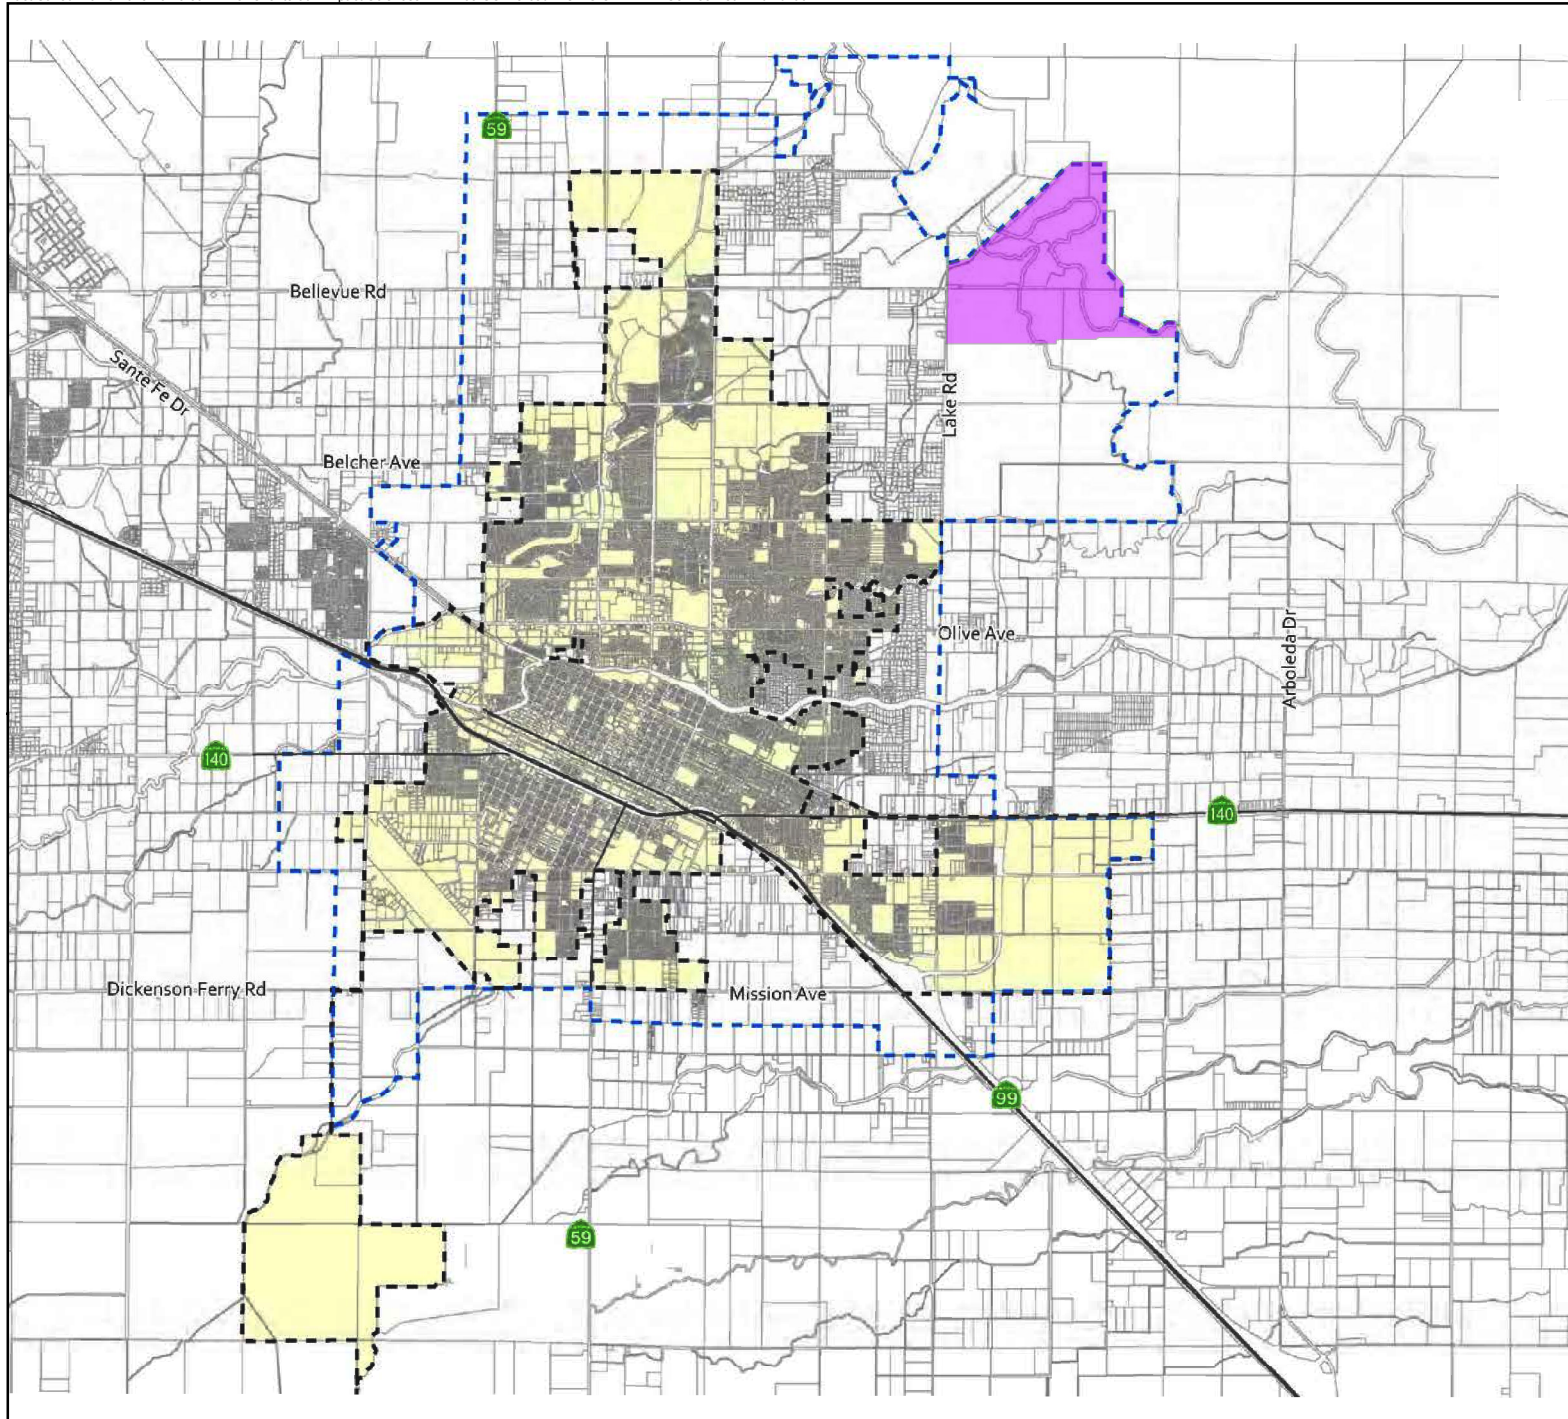 59
Bellevue Rd
Sante Fe Dr
Lake Rd
Belcher Ave
Olive Ave
Arboleda Dr
140
140
Dickenson Ferry Rd
Mission Ave
99
59